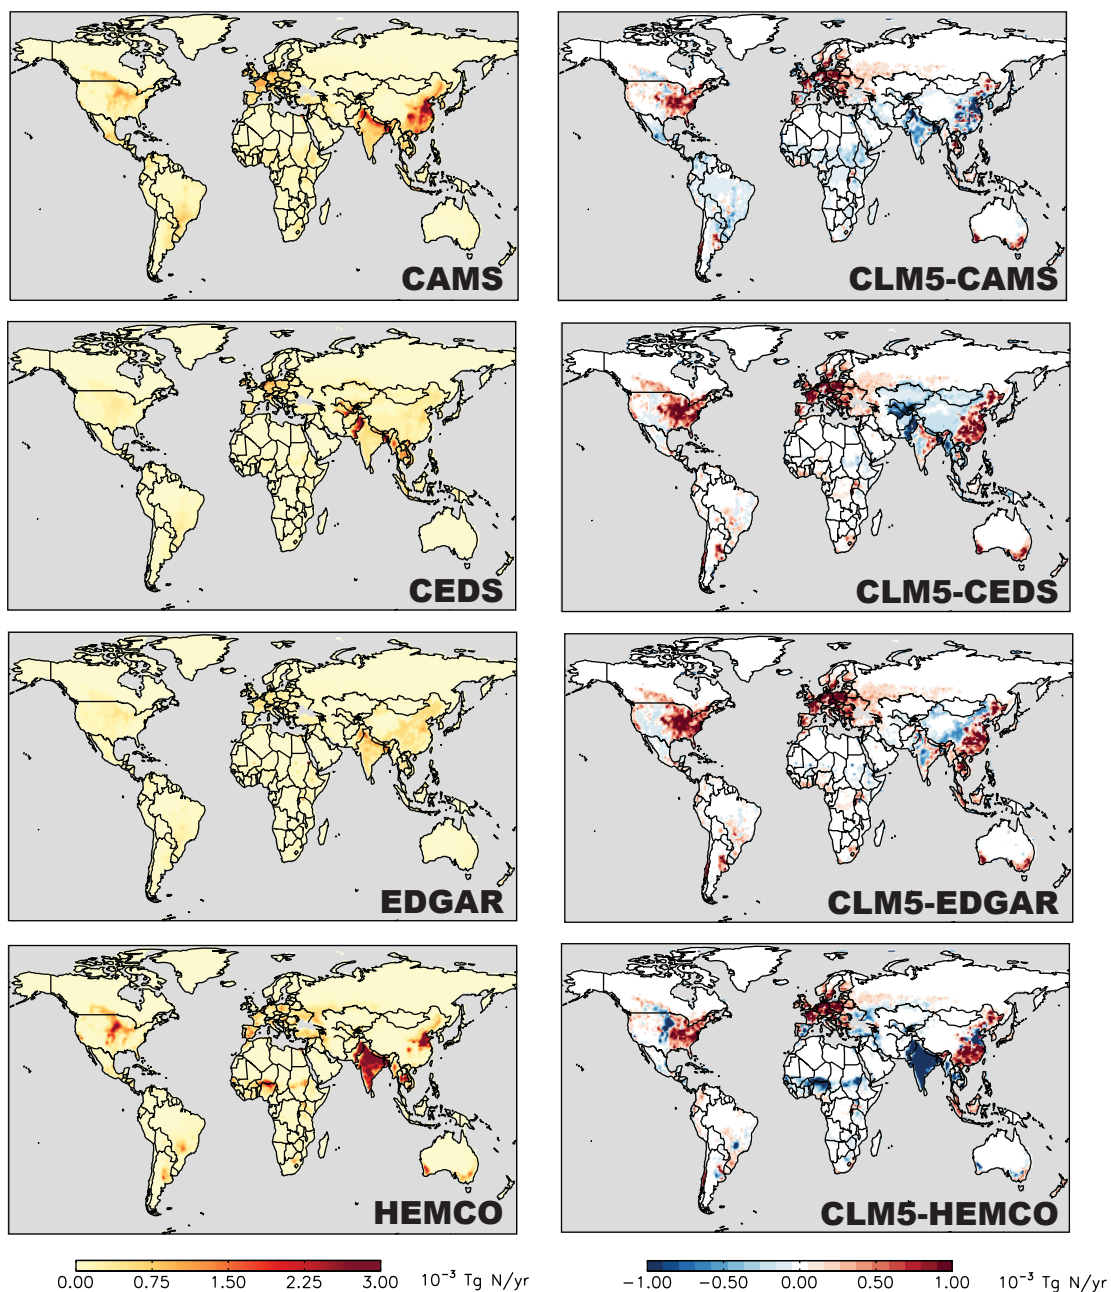 CAMS
CLM5-CAMS
CEDS
CLM5-CEDS
EDGAR
CLM5-EDGAR
HEMCO
CLM5-HEMCO
0.00 0.75 1.50 2.25 3.00 10⁻³ Tg N/yr
−1.00 −0.50 0.00 0.50 1.00 10⁻³ Tg N/yr